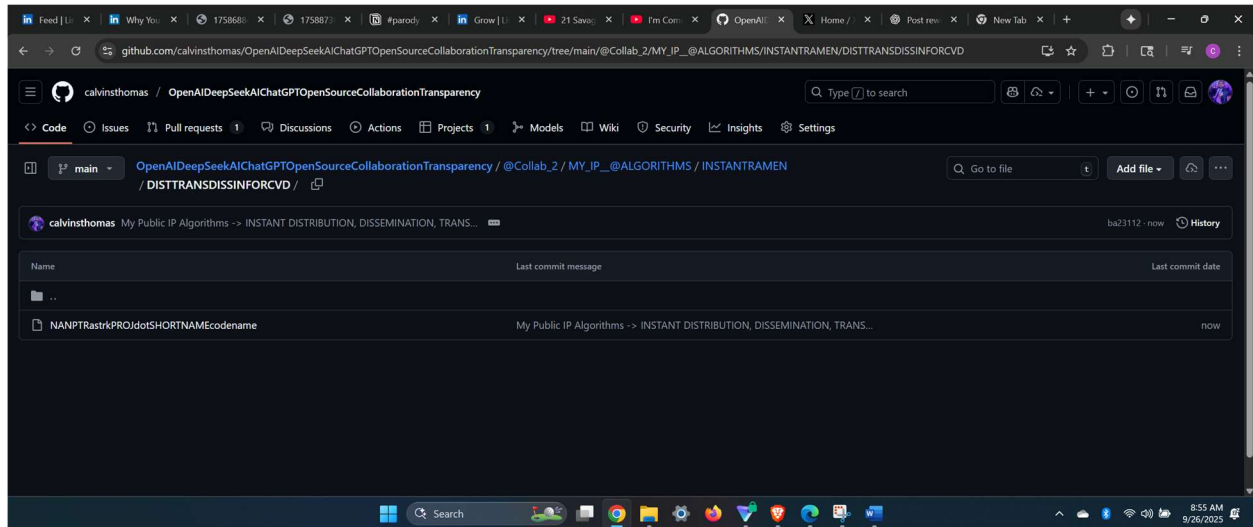 Feed | Li
Why You
1758688
1758873
#parody
Grow | L
21 Savag
I'm Com
OpenAID
Home /
Post rew
New Tab
github.com/calvinsthomas/OpenAIDeepSeekAIChatGPTOpenSourceCollaborationTransparency/tree/main/@Collab_2/MY_IP__@ALGORITHMS/INSTANTRAMEN/DISTTRANSDISSINFORCVD
C
calvinsthomas / OpenAIDeepSeekAIChatGPTOpenSourceCollaborationTransparency
Type / to search
Code Issues Pull requests 1 Discussions Actions Projects 1 Models Wiki Security Insights Settings
main
OpenAIDeepSeekAIChatGPTOpenSourceCollaborationTransparency / @Collab_2 / MY_IP__@ALGORITHMS / INSTANTRAMEN
/ DISTTRANSDISSINFORCVD /
Go to file t
Add file
calvinsthomas My Public IP Algorithms -> INSTANT DISTRIBUTION, DISSEMINATION, TRANS...
ba23112 · now History
Name Last commit message Last commit date
..
NANPTRastrkPROJdotSHORTNAMEcodename My Public IP Algorithms -> INSTANT DISTRIBUTION, DISSEMINATION, TRANS... now
Search
8:55 AM
9/26/2025